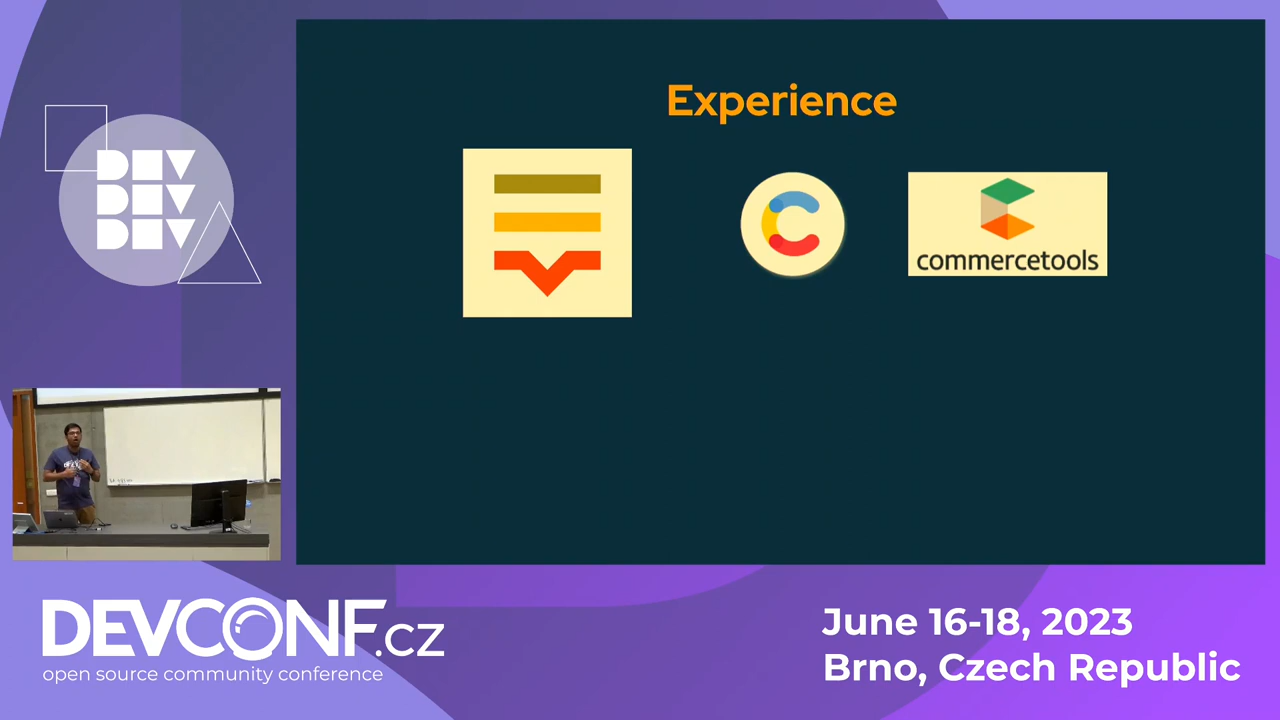 Experience
commercetools
DEV
DEV
DEV
DEVCONF.cz
open source community conference
June 16-18, 2023
Brno, Czech Republic